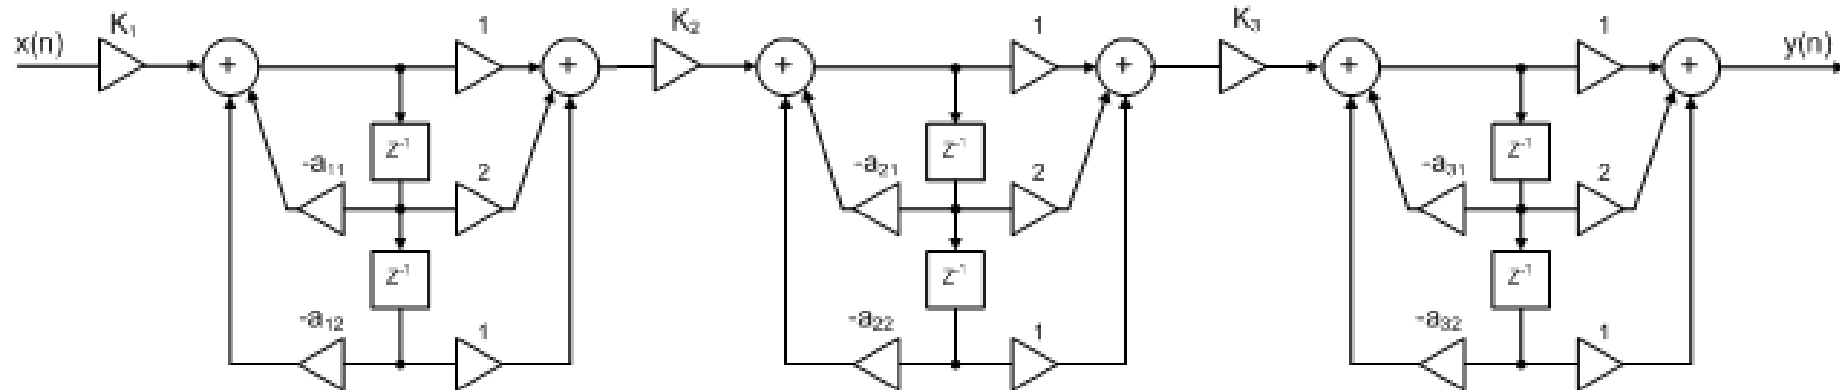 x(n) K₁ 1 K₂ 1 K₃ 1 y(n)
+ + + + + +
z⁻¹ z⁻¹ z⁻¹
-a₁₁ 2 -a₂₁ 2 -a₃₁ 2
z⁻¹ z⁻¹ z⁻¹
-a₁₂ 1 -a₂₂ 1 -a₃₂ 1